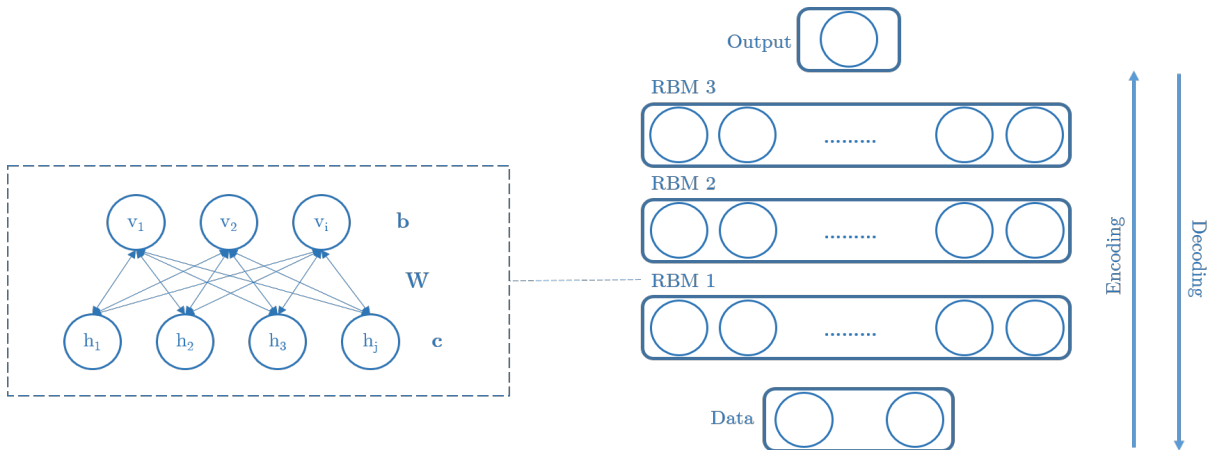 v1 v2 vi b
W
h1 h2 h3 hj c
Output
RBM 3
.........
RBM 2
.........
RBM 1
.........
Data
Encoding
Decoding